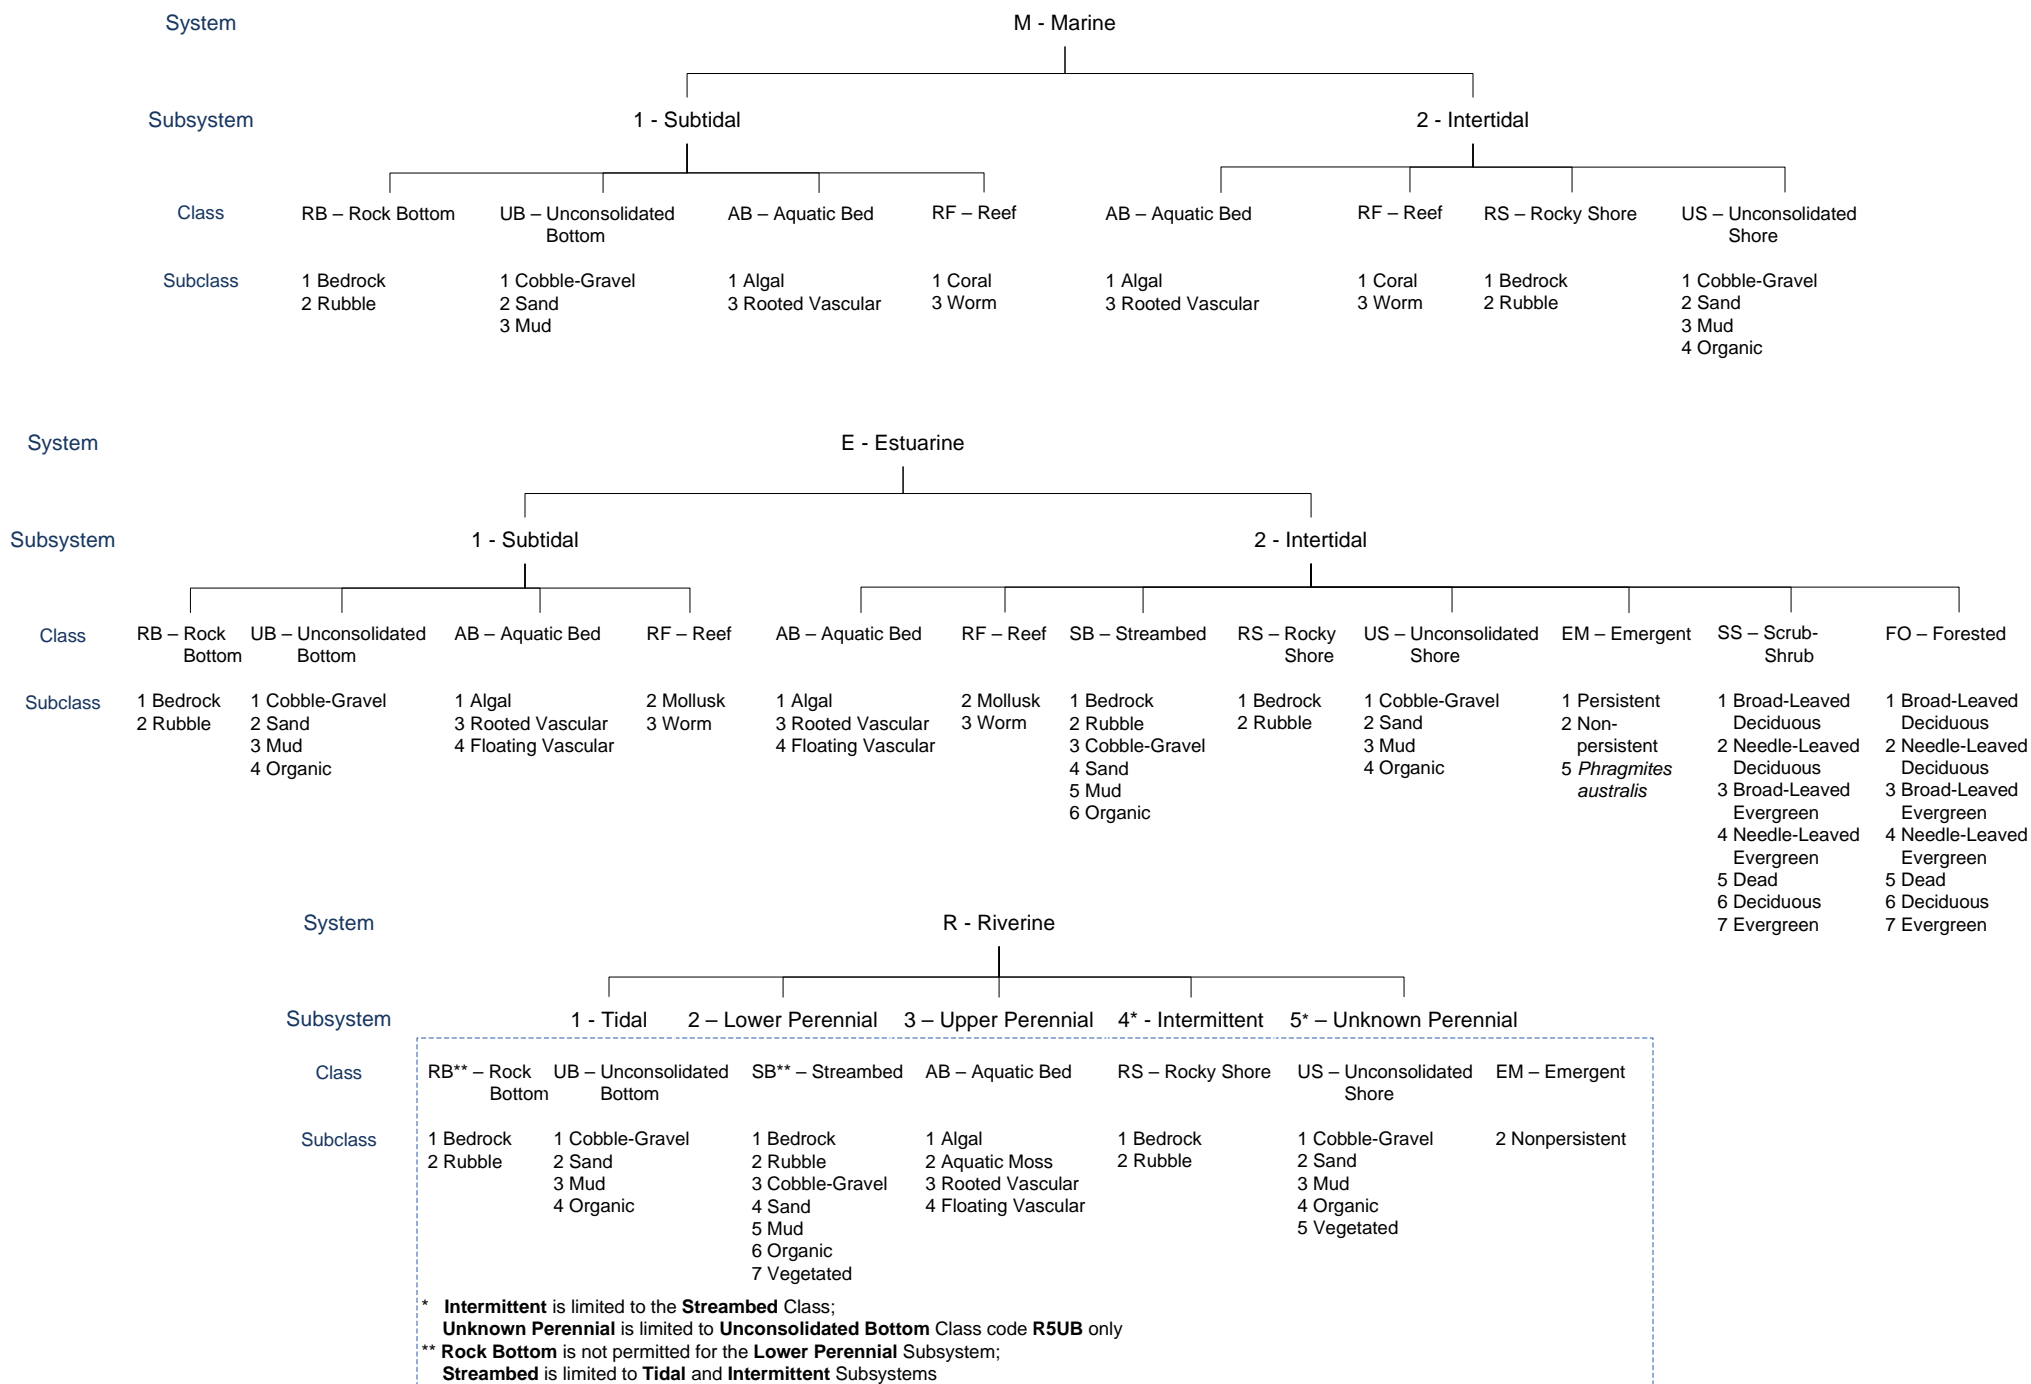 System M - Marine
Subsystem 1 - Subtidal 2 - Intertidal
Class RB – Rock Bottom UB – Unconsolidated AB – Aquatic Bed RF – Reef AB – Aquatic Bed RF – Reef RS – Rocky Shore US – Unconsolidated
Bottom Shore
Subclass 1 Bedrock 1 Cobble-Gravel 1 Algal 1 Coral 1 Algal 1 Coral 1 Bedrock 1 Cobble-Gravel
2 Rubble 2 Sand 3 Rooted Vascular 3 Worm 3 Rooted Vascular 3 Worm 2 Rubble 2 Sand
3 Mud 3 Mud
4 Organic
System E - Estuarine
Subsystem 1 - Subtidal 2 - Intertidal
Class RB – Rock UB – Unconsolidated AB – Aquatic Bed RF – Reef AB – Aquatic Bed RF – Reef SB – Streambed RS – Rocky US – Unconsolidated EM – Emergent SS – Scrub- FO – Forested
Bottom Bottom Shore Shore Shrub
Subclass 1 Bedrock 1 Cobble-Gravel 1 Algal 2 Mollusk 1 Algal 2 Mollusk 1 Bedrock 1 Bedrock 1 Cobble-Gravel 1 Persistent 1 Broad-Leaved 1 Broad-Leaved
2 Rubble 2 Sand 3 Rooted Vascular 3 Worm 3 Rooted Vascular 3 Worm 2 Rubble 2 Rubble 2 Sand 2 Non- Deciduous Deciduous
3 Mud 4 Floating Vascular 4 Floating Vascular 3 Cobble-Gravel 3 Mud persistent 2 Needle-Leaved 2 Needle-Leaved
4 Organic 4 Sand 4 Organic 5 Phragmites Deciduous Deciduous
5 Mud australis 3 Broad-Leaved 3 Broad-Leaved
6 Organic Evergreen Evergreen
4 Needle-Leaved 4 Needle-Leaved
Evergreen Evergreen
5 Dead 5 Dead
6 Deciduous 6 Deciduous
7 Evergreen 7 Evergreen
System R - Riverine
Subsystem 1 - Tidal 2 – Lower Perennial 3 – Upper Perennial 4* - Intermittent 5* – Unknown Perennial
Class RB** – Rock UB – Unconsolidated SB** – Streambed AB – Aquatic Bed RS – Rocky Shore US – Unconsolidated EM – Emergent
Bottom Bottom Shore
Subclass 1 Bedrock 1 Cobble-Gravel 1 Bedrock 1 Algal 1 Bedrock 1 Cobble-Gravel 2 Nonpersistent
2 Rubble 2 Sand 2 Rubble 2 Aquatic Moss 2 Rubble 2 Sand
3 Mud 3 Cobble-Gravel 3 Rooted Vascular 3 Mud
4 Organic 4 Sand 4 Floating Vascular 4 Organic
5 Mud 5 Vegetated
6 Organic
7 Vegetated
* Intermittent is limited to the Streambed Class;
Unknown Perennial is limited to Unconsolidated Bottom Class code R5UB only
** Rock Bottom is not permitted for the Lower Perennial Subsystem;
Streambed is limited to Tidal and Intermittent Subsystems